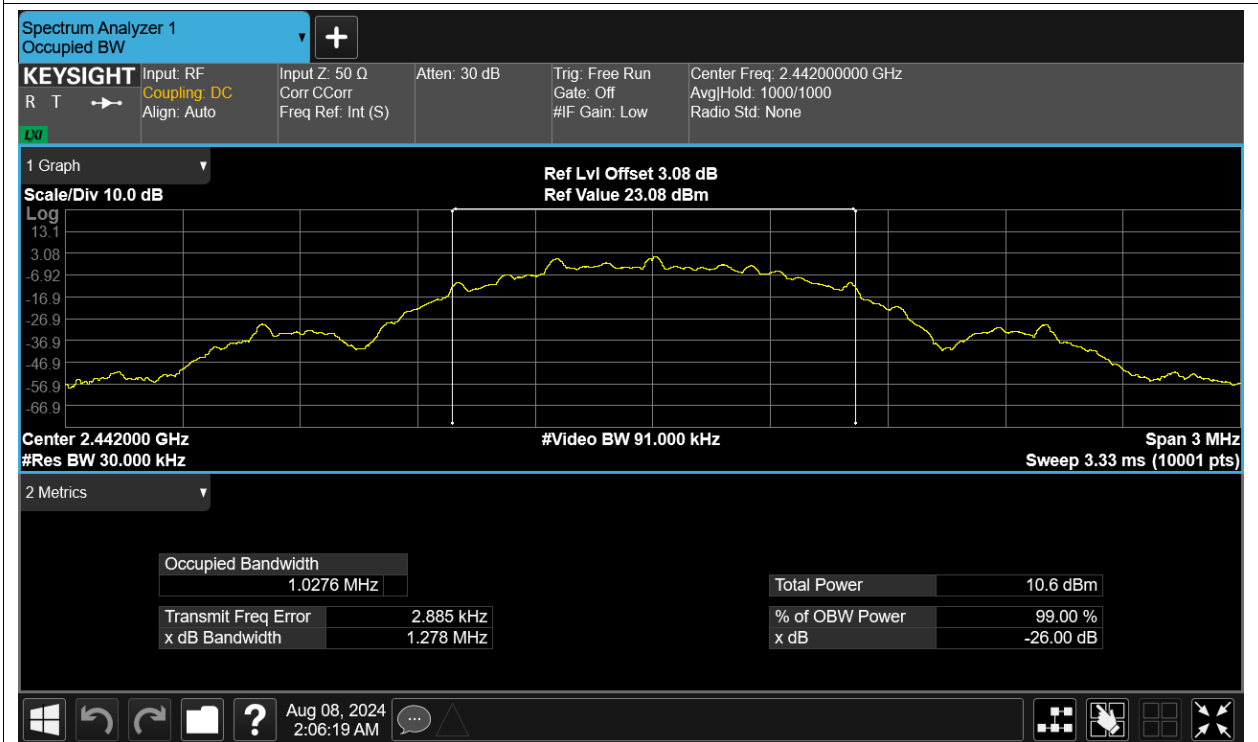 Spectrum Analyzer 1
Occupied BW
KEYSIGHT
R T
LXI
Input: RF
Coupling: DC
Align: Auto
Input Z: 50 Ω
Corr CCorr
Freq Ref: Int (S)
Atten: 30 dB
Trig: Free Run
Gate: Off
#IF Gain: Low
Center Freq: 2.442000000 GHz
Avg|Hold: 1000/1000
Radio Std: None
1 Graph
Scale/Div 10.0 dB
Ref Lvl Offset 3.08 dB
Ref Value 23.08 dBm
Log
13.1
3.08
-6.92
-16.9
-26.9
-36.9
-46.9
-56.9
-66.9
Center 2.442000 GHz
#Res BW 30.000 kHz
#Video BW 91.000 kHz
Span 3 MHz
Sweep 3.33 ms (10001 pts)
2 Metrics
Occupied Bandwidth
1.0276 MHz
Transmit Freq Error 2.885 kHz
x dB Bandwidth 1.278 MHz
Total Power 10.6 dBm
% of OBW Power 99.00 %
x dB -26.00 dB
?
Aug 08, 2024
2:06:19 AM